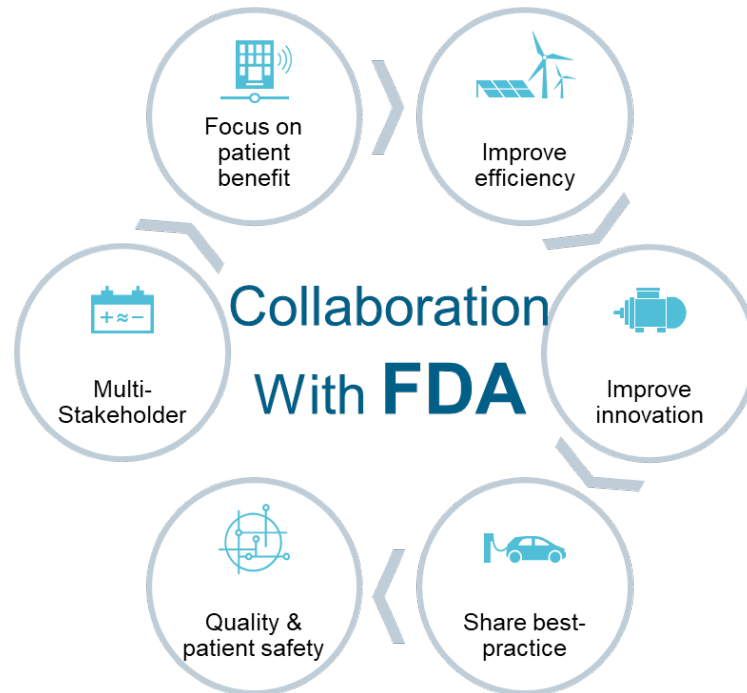 Focus on
patient
benefit
Improve
efficiency
Collaboration
With FDA
Multi-
Stakeholder
Improve
innovation
Quality &
patient safety
Share best-
practice